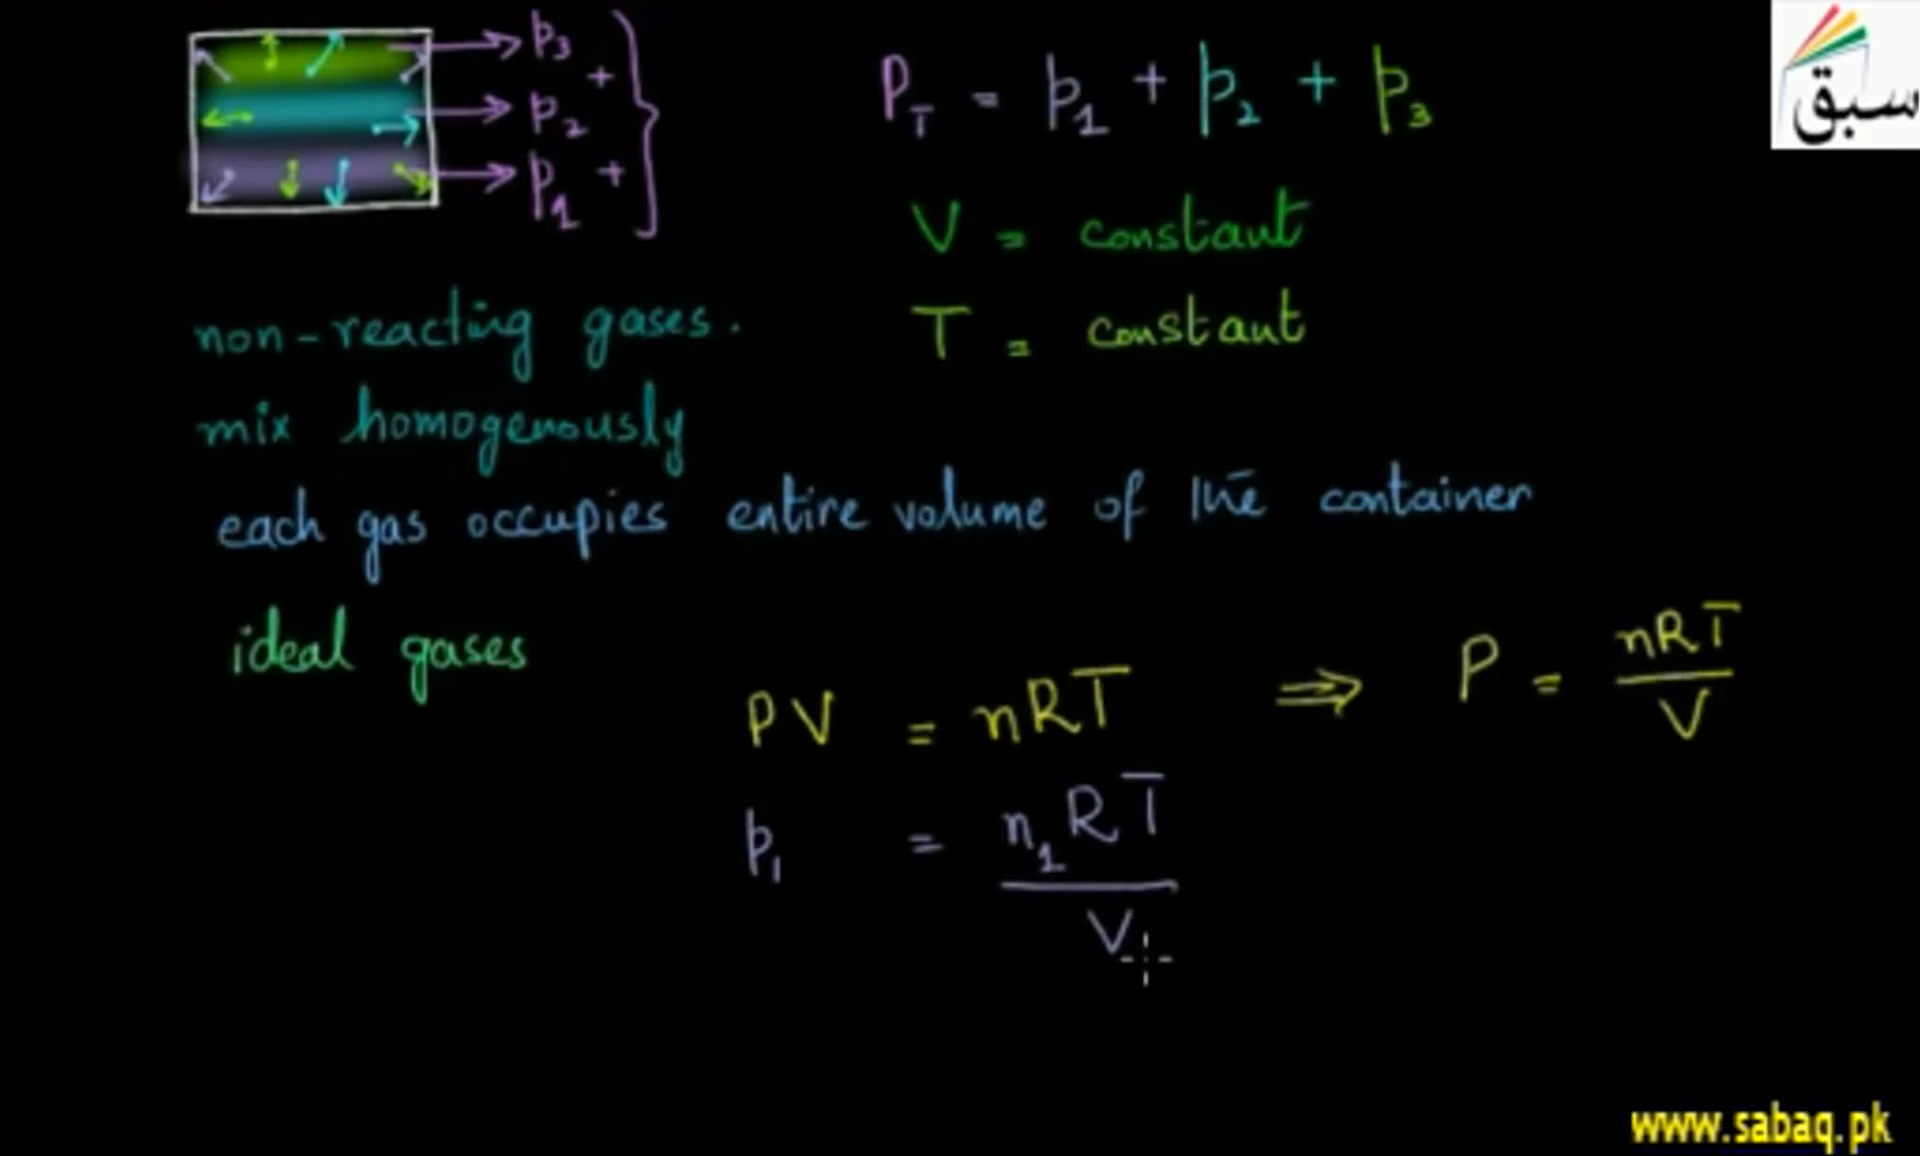 p₃
+
p₂
+
p₁
P_T = p₁ + p₂ + p₃
سبق
V = constant
T = constant
non-reacting gases.
mix homogenously
each gas occupies entire volume of the container
ideal gases
PV = nRT ⇒ P = nRT/V
p₁ = n₁RT/V
www.sabaq.pk